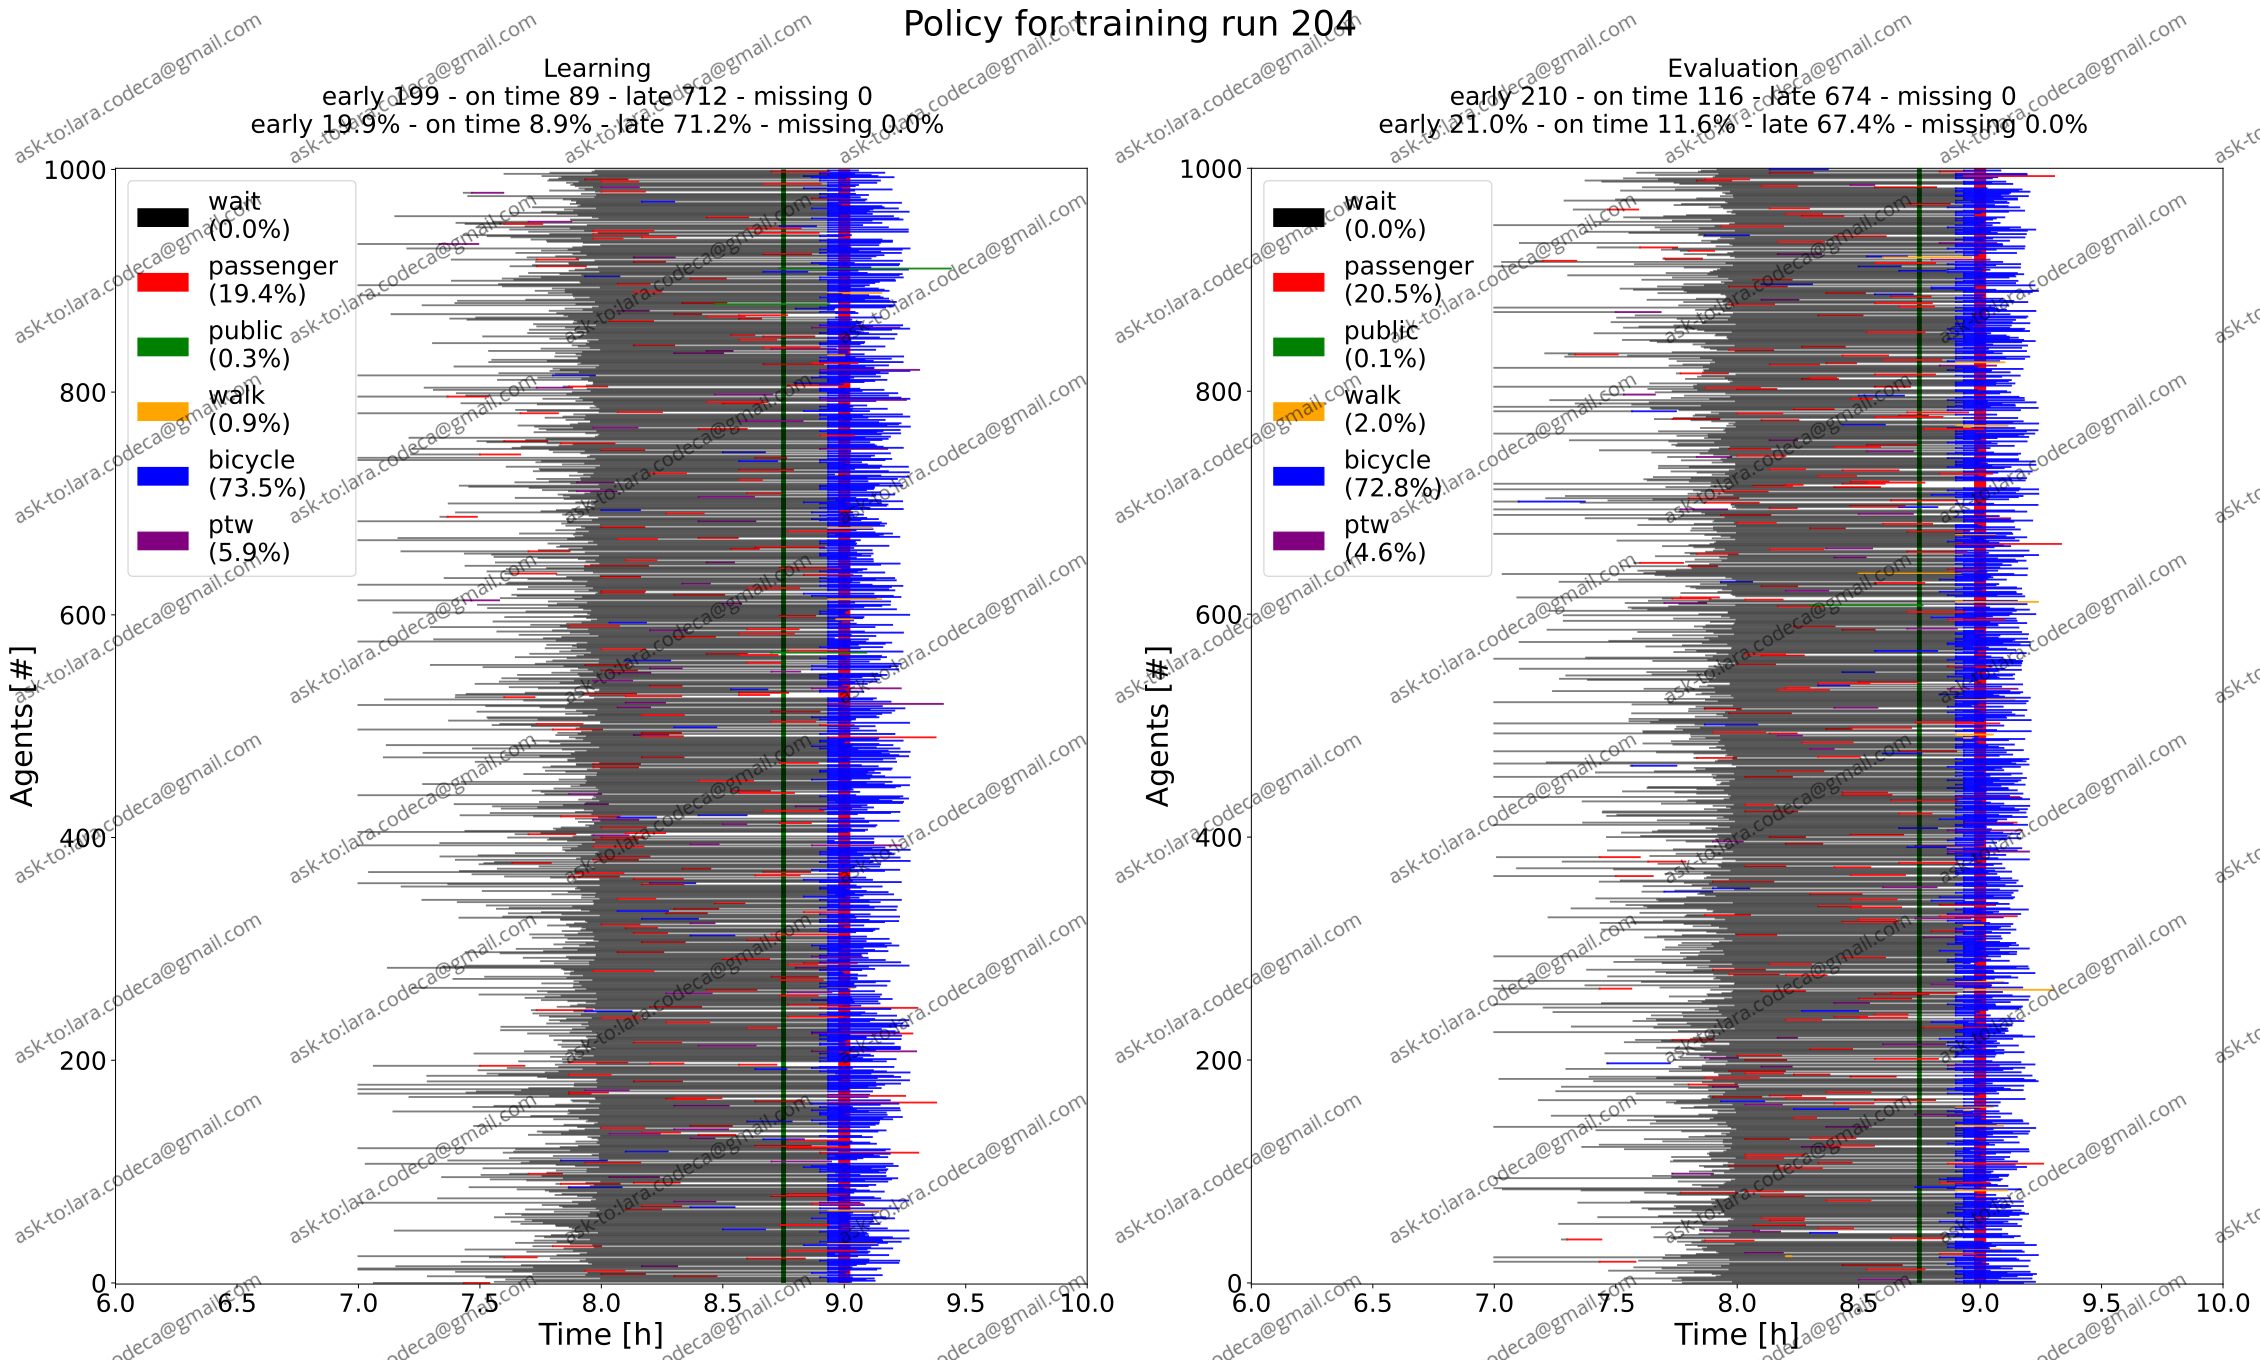 Policy for training run 204
Learning
early 199 - on time 89 - late 712 - missing 0
early 19.9% - on time 8.9% - late 71.2% - missing 0.0%
1000
800
600
400
200
0
Agents [#]
wait
(0.0%)
passenger
(19.4%)
public
(0.3%)
walk
(0.9%)
bicycle
(73.5%)
ptw
(5.9%)
6.0 6.5 7.0 7.5 8.0 8.5 9.0 9.5 10.0
Time [h]
Evaluation
early 210 - on time 116 - late 674 - missing 0
early 21.0% - on time 11.6% - late 67.4% - missing 0.0%
1000
800
600
400
200
0
Agents [#]
wait
(0.0%)
passenger
(20.5%)
public
(0.1%)
walk
(2.0%)
bicycle
(72.8%)
ptw
(4.6%)
6.0 6.5 7.0 7.5 8.0 8.5 9.0 9.5 10.0
Time [h]
ask-to:lara.codeca@gmail.com